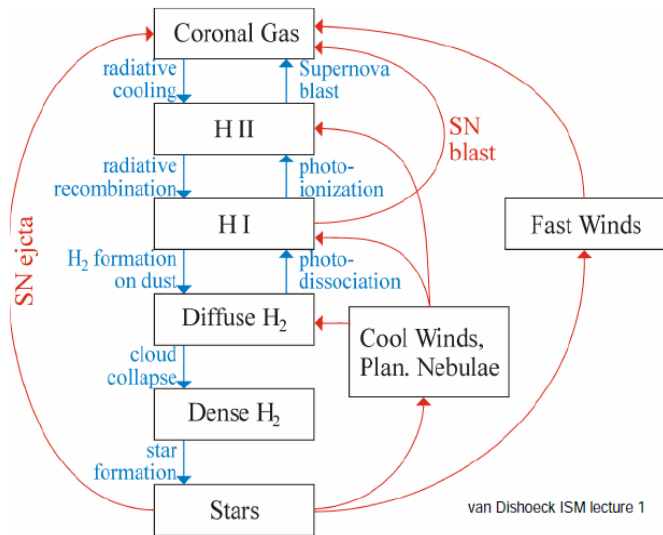 Coronal Gas
radiative
cooling
Supernova
blast
H II
SN
blast
radiative
recombination
photo-
ionization
H I
Fast Winds
SN ejcta
H₂ formation
on dust
photo-
dissociation
Diffuse H₂
Cool Winds,
Plan. Nebulae
cloud
collapse
Dense H₂
star
formation
Stars
van Dishoeck ISM lecture 1